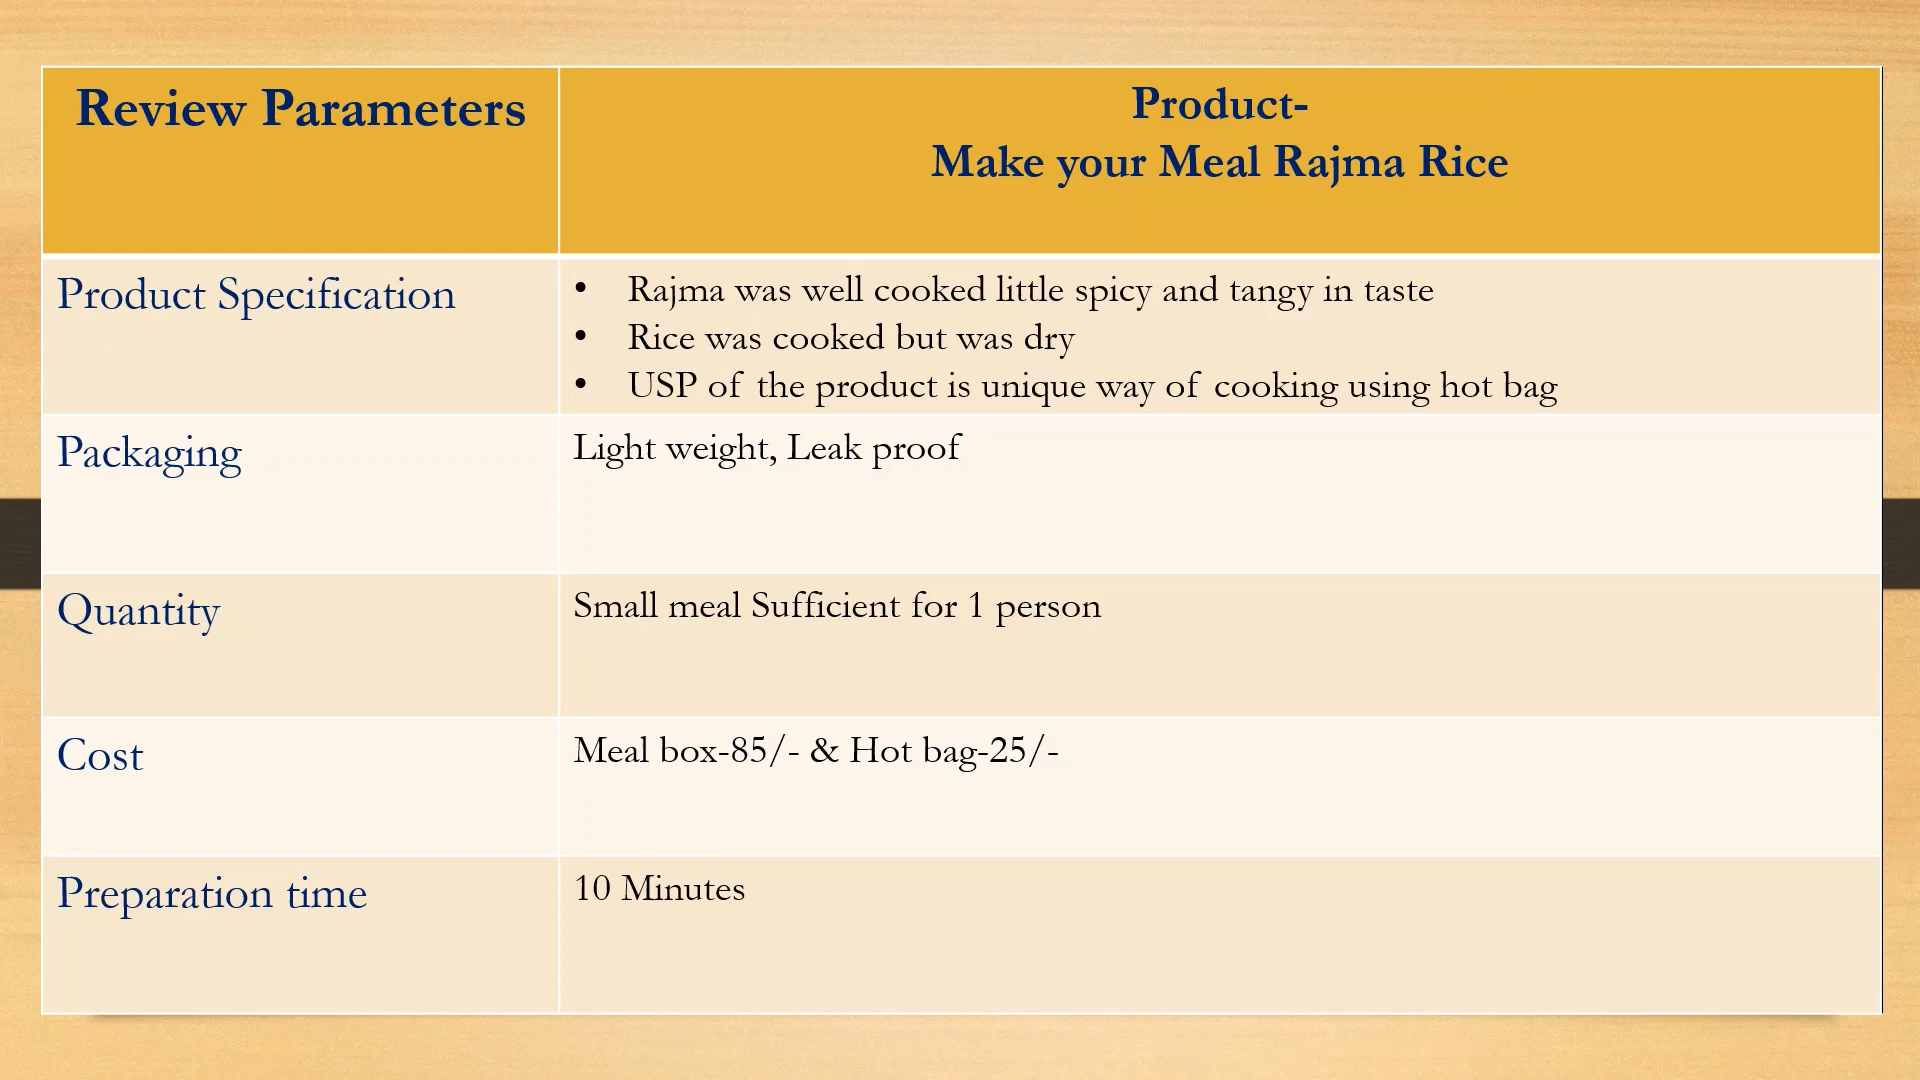 Review Parameters
Product-
Make your Meal Rajma Rice
Product Specification
• Rajma was well cooked little spicy and tangy in taste
• Rice was cooked but was dry
• USP of the product is unique way of cooking using hot bag
Packaging
Light weight, Leak proof
Quantity
Small meal Sufficient for 1 person
Cost
Meal box-85/- & Hot bag-25/-
Preparation time
10 Minutes